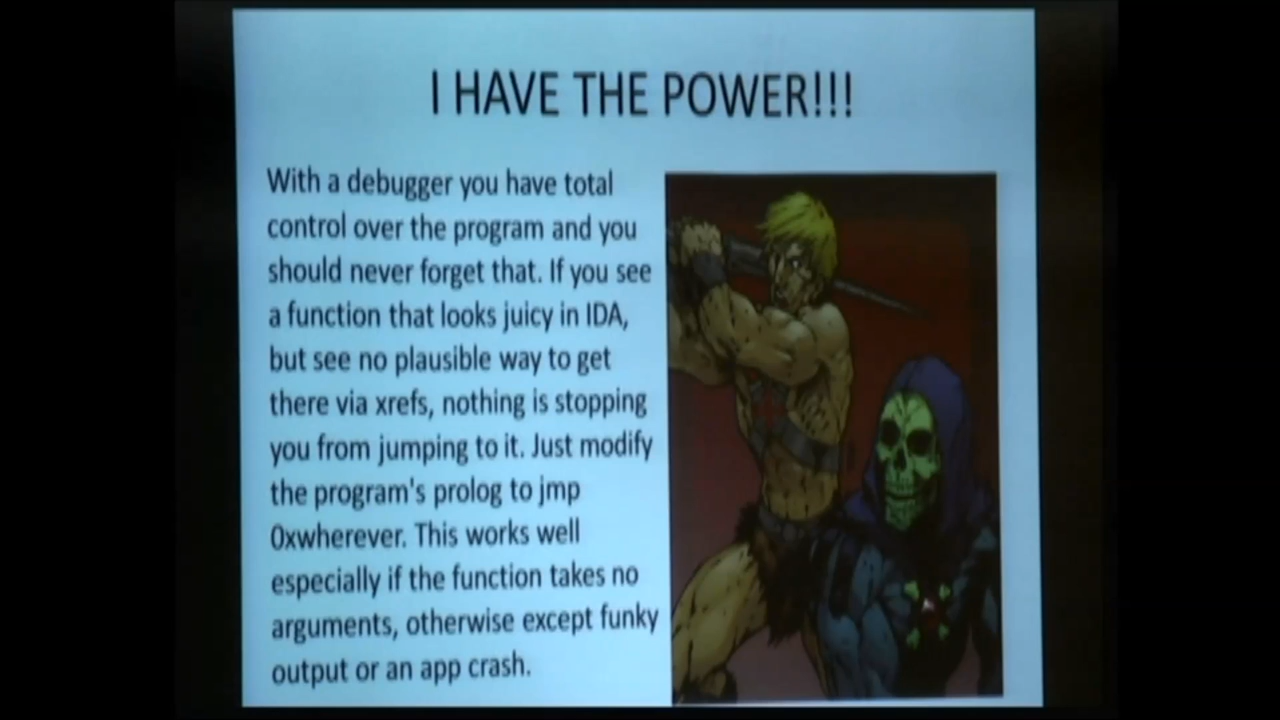 I HAVE THE POWER!!!
With a debugger you have total
control over the program and you
should never forget that. If you see
a function that looks juicy in IDA,
but see no plausible way to get
there via xrefs, nothing is stopping
you from jumping to it. Just modify
the program's prolog to jmp
0xwherever. This works well
especially if the function takes no
arguments, otherwise except funky
output or an app crash.